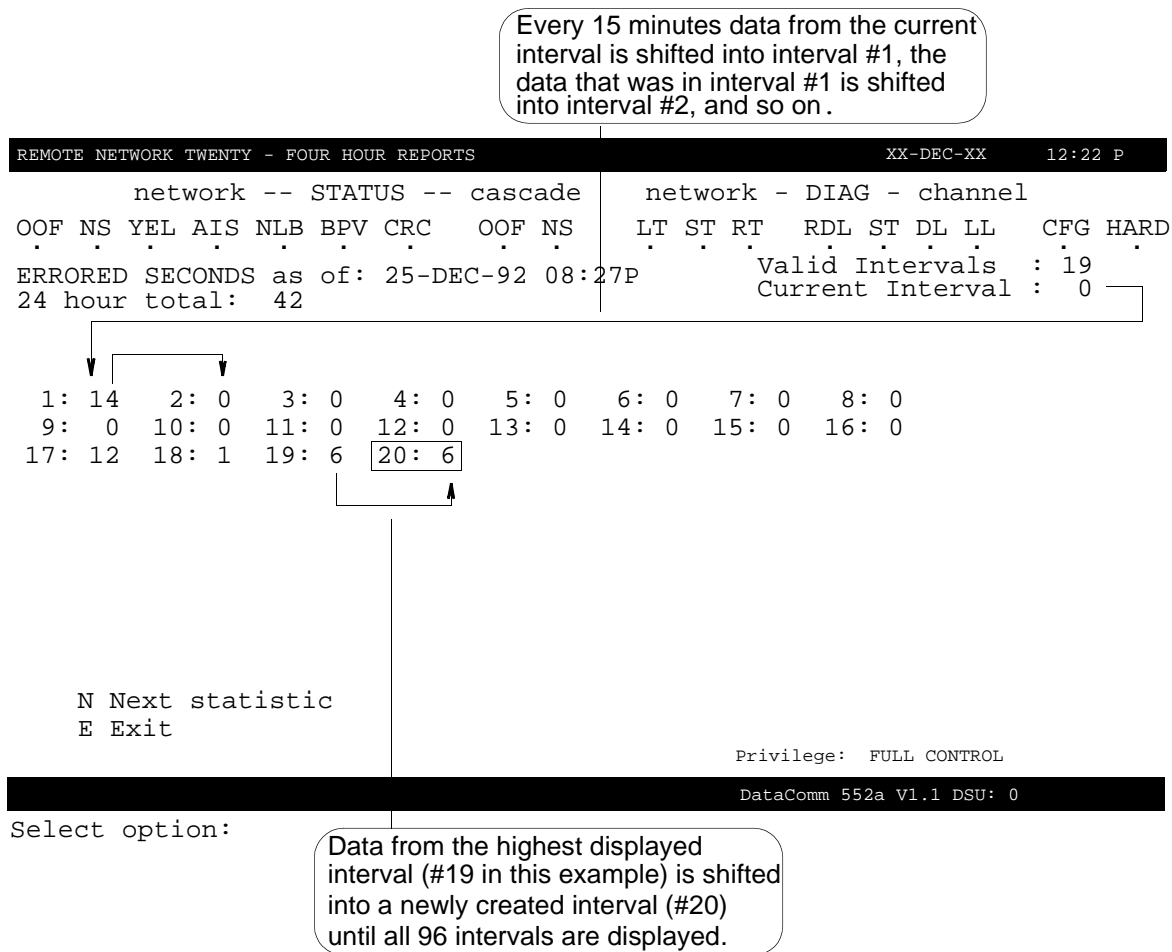 Every 15 minutes data from the current
interval is shifted into interval #1, the
data that was in interval #1 is shifted
into interval #2, and so on.
REMOTE NETWORK TWENTY - FOUR HOUR REPORTS XX-DEC-XX 12:22 P
network -- STATUS -- cascade network - DIAG - channel
OOF NS YEL AIS NLB BPV CRC OOF NS LT ST RT RDL ST DL LL CFG HARD
. . . . . . . . . . . . . . . . . .
ERRORED SECONDS as of: 25-DEC-92 08:27P Valid Intervals : 19
24 hour total: 42 Current Interval : 0
1: 14 2: 0 3: 0 4: 0 5: 0 6: 0 7: 0 8: 0
9: 0 10: 0 11: 0 12: 0 13: 0 14: 0 15: 0 16: 0
17: 12 18: 1 19: 6 20: 6
N Next statistic
E Exit
Privilege: FULL CONTROL
DataComm 552a V1.1 DSU: 0
Select option:
Data from the highest displayed
interval (#19 in this example) is shifted
into a newly created interval (#20)
until all 96 intervals are displayed.